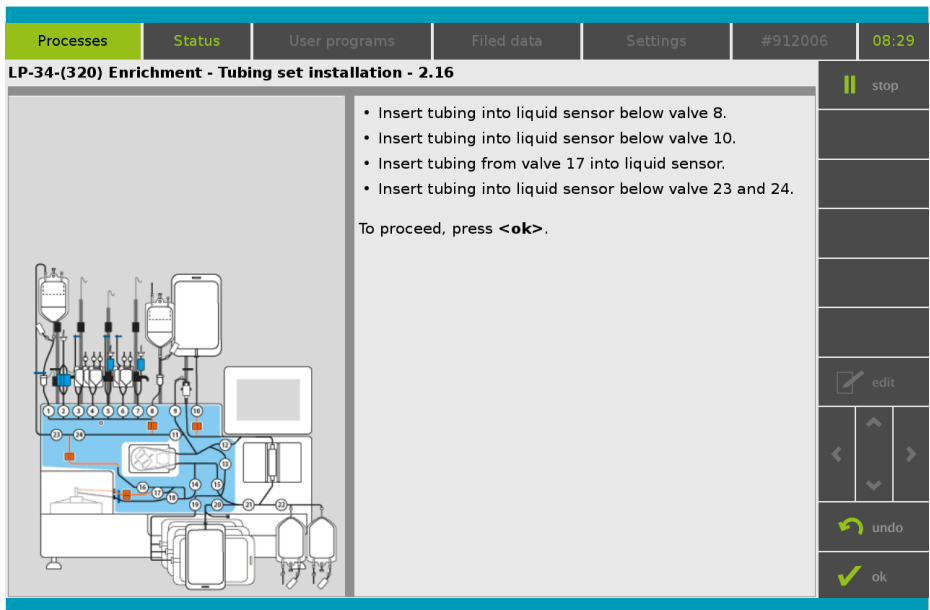 Processes
Status
User programs
Filed data
Settings
#912006
08:29
LP-34-(320) Enrichment - Tubing set installation - 2.16
stop
• Insert tubing into liquid sensor below valve 8.
• Insert tubing into liquid sensor below valve 10.
• Insert tubing from valve 17 into liquid sensor.
• Insert tubing into liquid sensor below valve 23 and 24.
To proceed, press <ok>.
edit
undo
ok
1 2 3 4 5 6 7 8 9 10
23 24 11
12
13
16 17 18 14 15
19 20 21 22